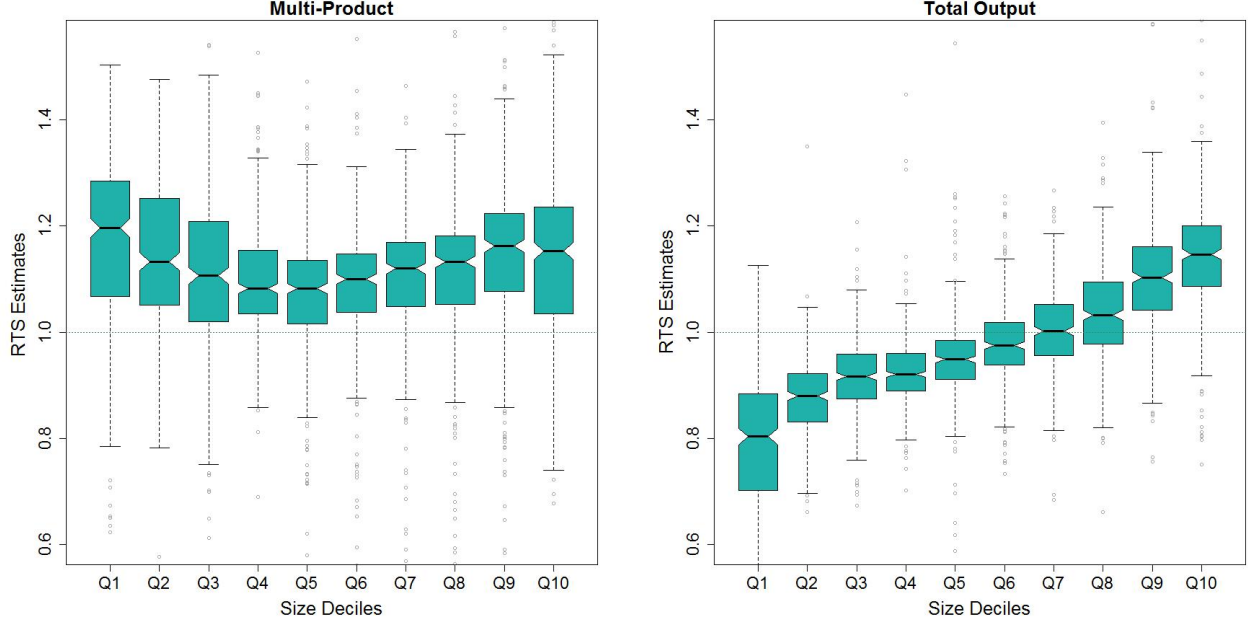 Multi-Product
RTS Estimates
1.4
1.2
1.0
0.8
0.6
Q1 Q2 Q3 Q4 Q5 Q6 Q7 Q8 Q9 Q10
Size Deciles
Total Output
RTS Estimates
1.4
1.2
1.0
0.8
0.6
Q1 Q2 Q3 Q4 Q5 Q6 Q7 Q8 Q9 Q10
Size Deciles